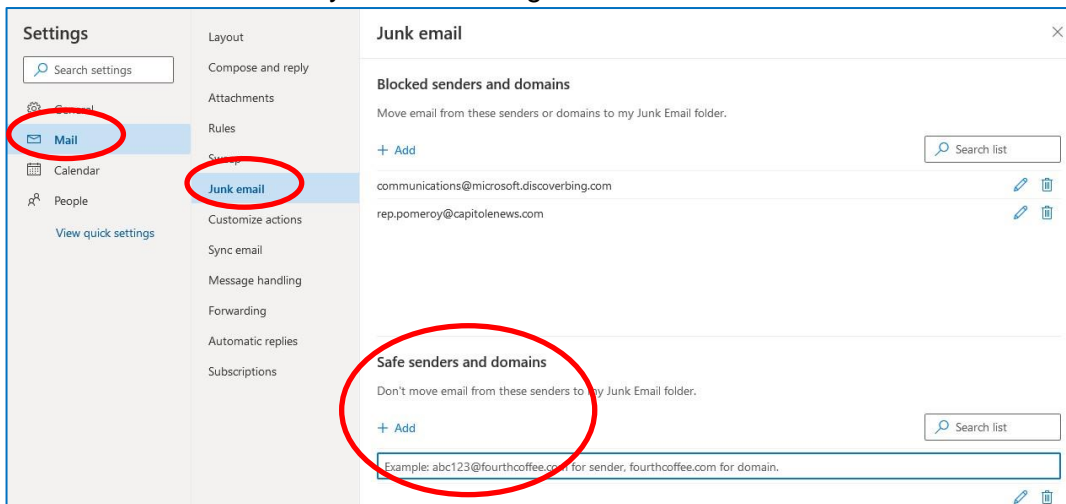 Settings
Search settings
General
Mail
Calendar
People
View quick settings
Layout
Compose and reply
Attachments
Rules
Sweep
Junk email
Customize actions
Sync email
Message handling
Forwarding
Automatic replies
Subscriptions
Junk email
Blocked senders and domains
Move email from these senders or domains to my Junk Email folder.
+ Add
Search list
communications@microsoft.discoverbing.com
rep.pomeroy@capitolenews.com
Safe senders and domains
Don't move email from these senders to my Junk Email folder.
+ Add
Search list
Example: abc123@fourthcoffee.com for sender, fourthcoffee.com for domain.